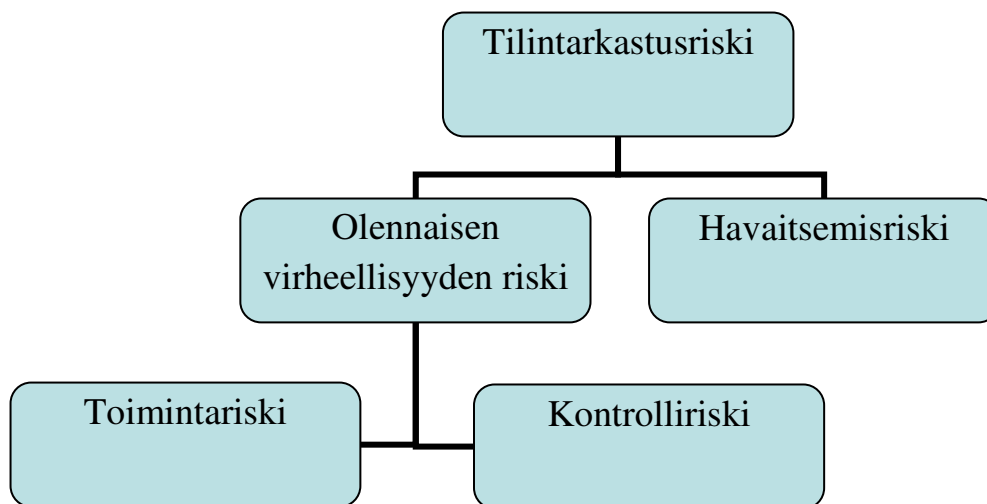 Tilintarkastusriski
Olennaisen
virheellisyyden riski
Havaitsemisriski
Toimintariski
Kontrolliriski